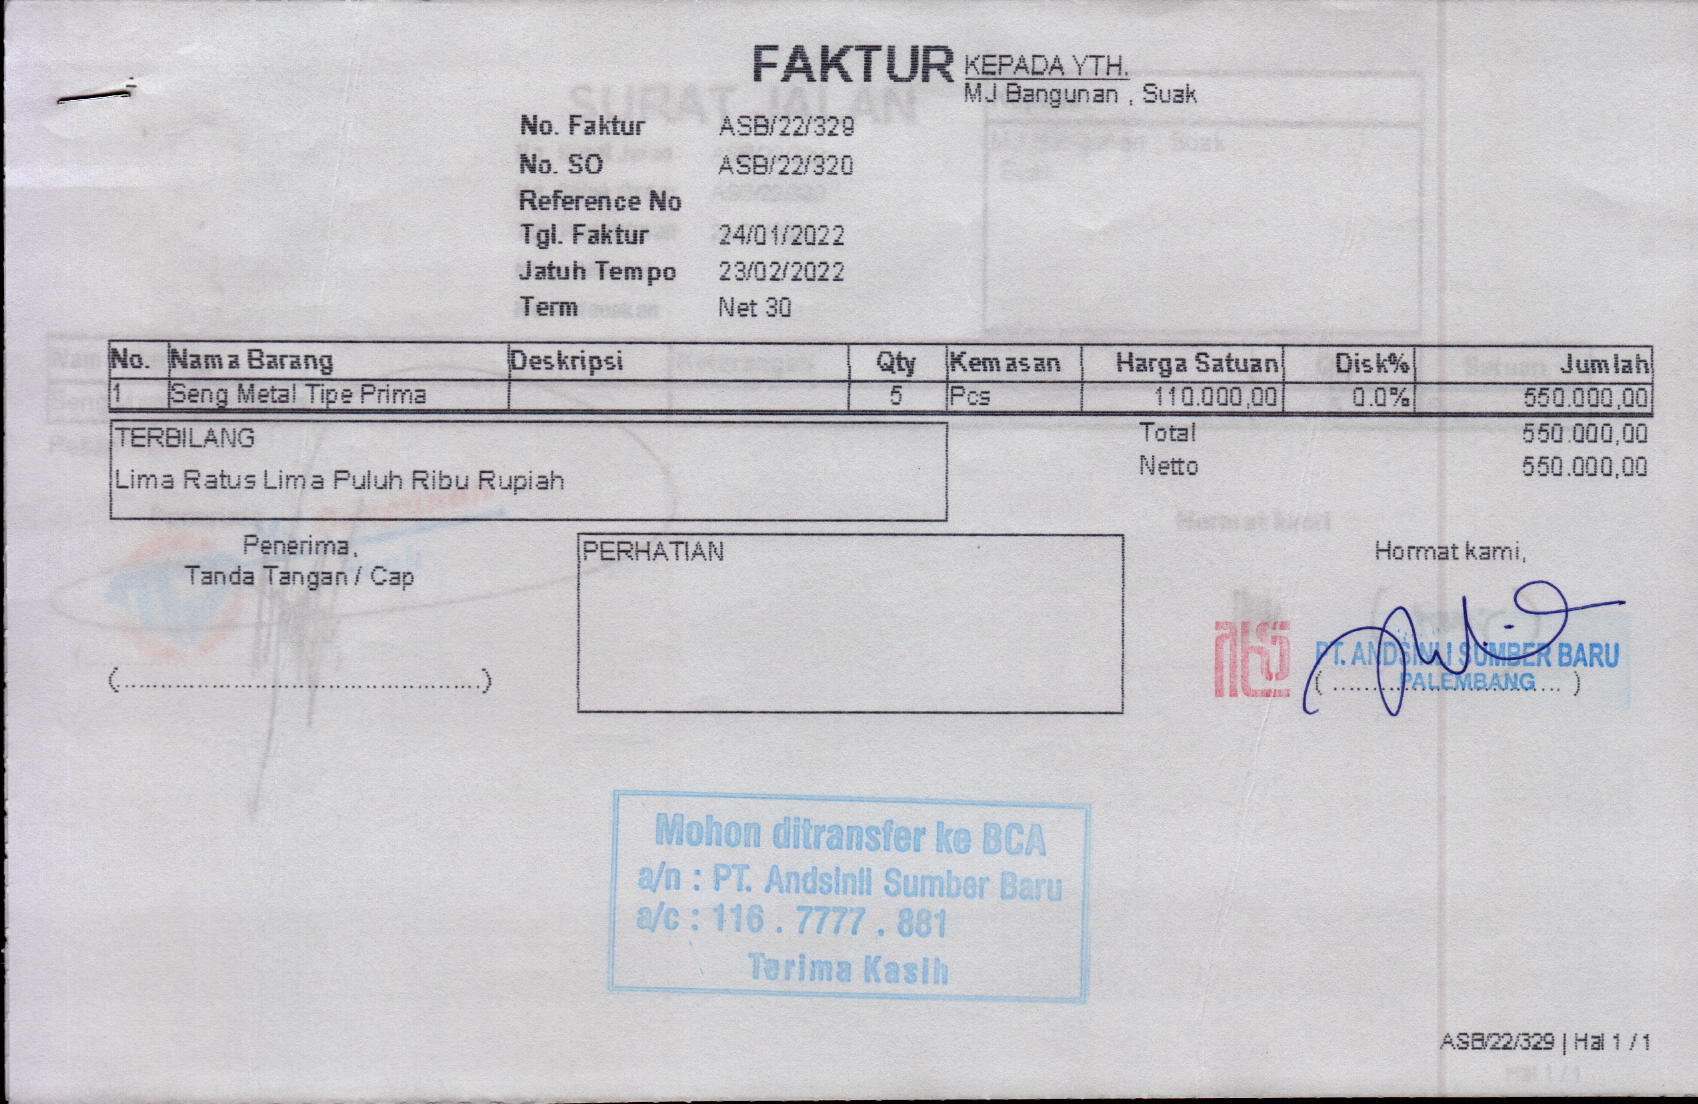 FAKTUR
KEPADA YTH.
MJ Bangunan , Suak
No. Faktur ASB/22/329
No. SO ASB/22/320
Reference No
Tgl. Faktur 24/01/2022
Jatuh Tempo 23/02/2022
Term Net 30
No. Nama Barang Deskripsi Qty Kemasan Harga Satuan Disk% Jumlah
1 Seng Metal Tipe Prima 5 Pcs 110.000,00 0.0% 550.000,00
TERBILANG
Lima Ratus Lima Puluh Ribu Rupiah
Total 550.000,00
Netto 550.000,00
Penerima,
Tanda Tangan / Cap
(................................................)
PERHATIAN
Hormat kami,
PT. ANDSINLI SUMBER BARU
PALEMBANG
( .............................. )
Mohon ditransfer ke BCA
a/n : PT. Andsinli Sumber Baru
a/c : 116 . 7777 . 881
Terima Kasih
ASB/22/329 | Hal 1 / 1